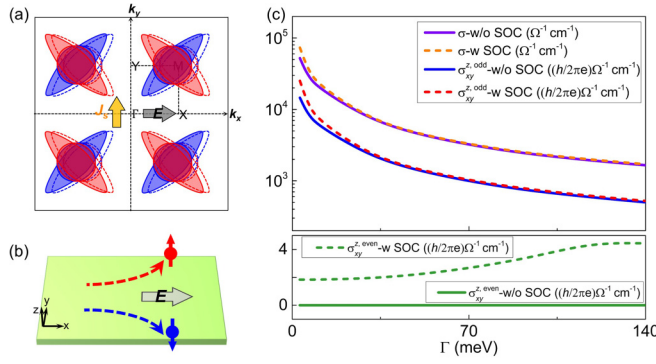 (a)
k_y
Y
M
J_s
Γ
E
X
k_x
(b)
E
z
y
x
(c)
10^5
10^4
10^3
σ-w/o SOC (Ω^-1 cm^-1)
σ-w SOC (Ω^-1 cm^-1)
σ_xy^z,odd-w/o SOC ((ℏ/2πe)Ω^-1 cm^-1)
σ_xy^z,odd-w SOC ((ℏ/2πe)Ω^-1 cm^-1)
4
σ_xy^z,even-w SOC ((ℏ/2πe)Ω^-1 cm^-1)
σ_xy^z,even-w/o SOC ((ℏ/2πe)Ω^-1 cm^-1)
0
0 70 140
Γ (meV)